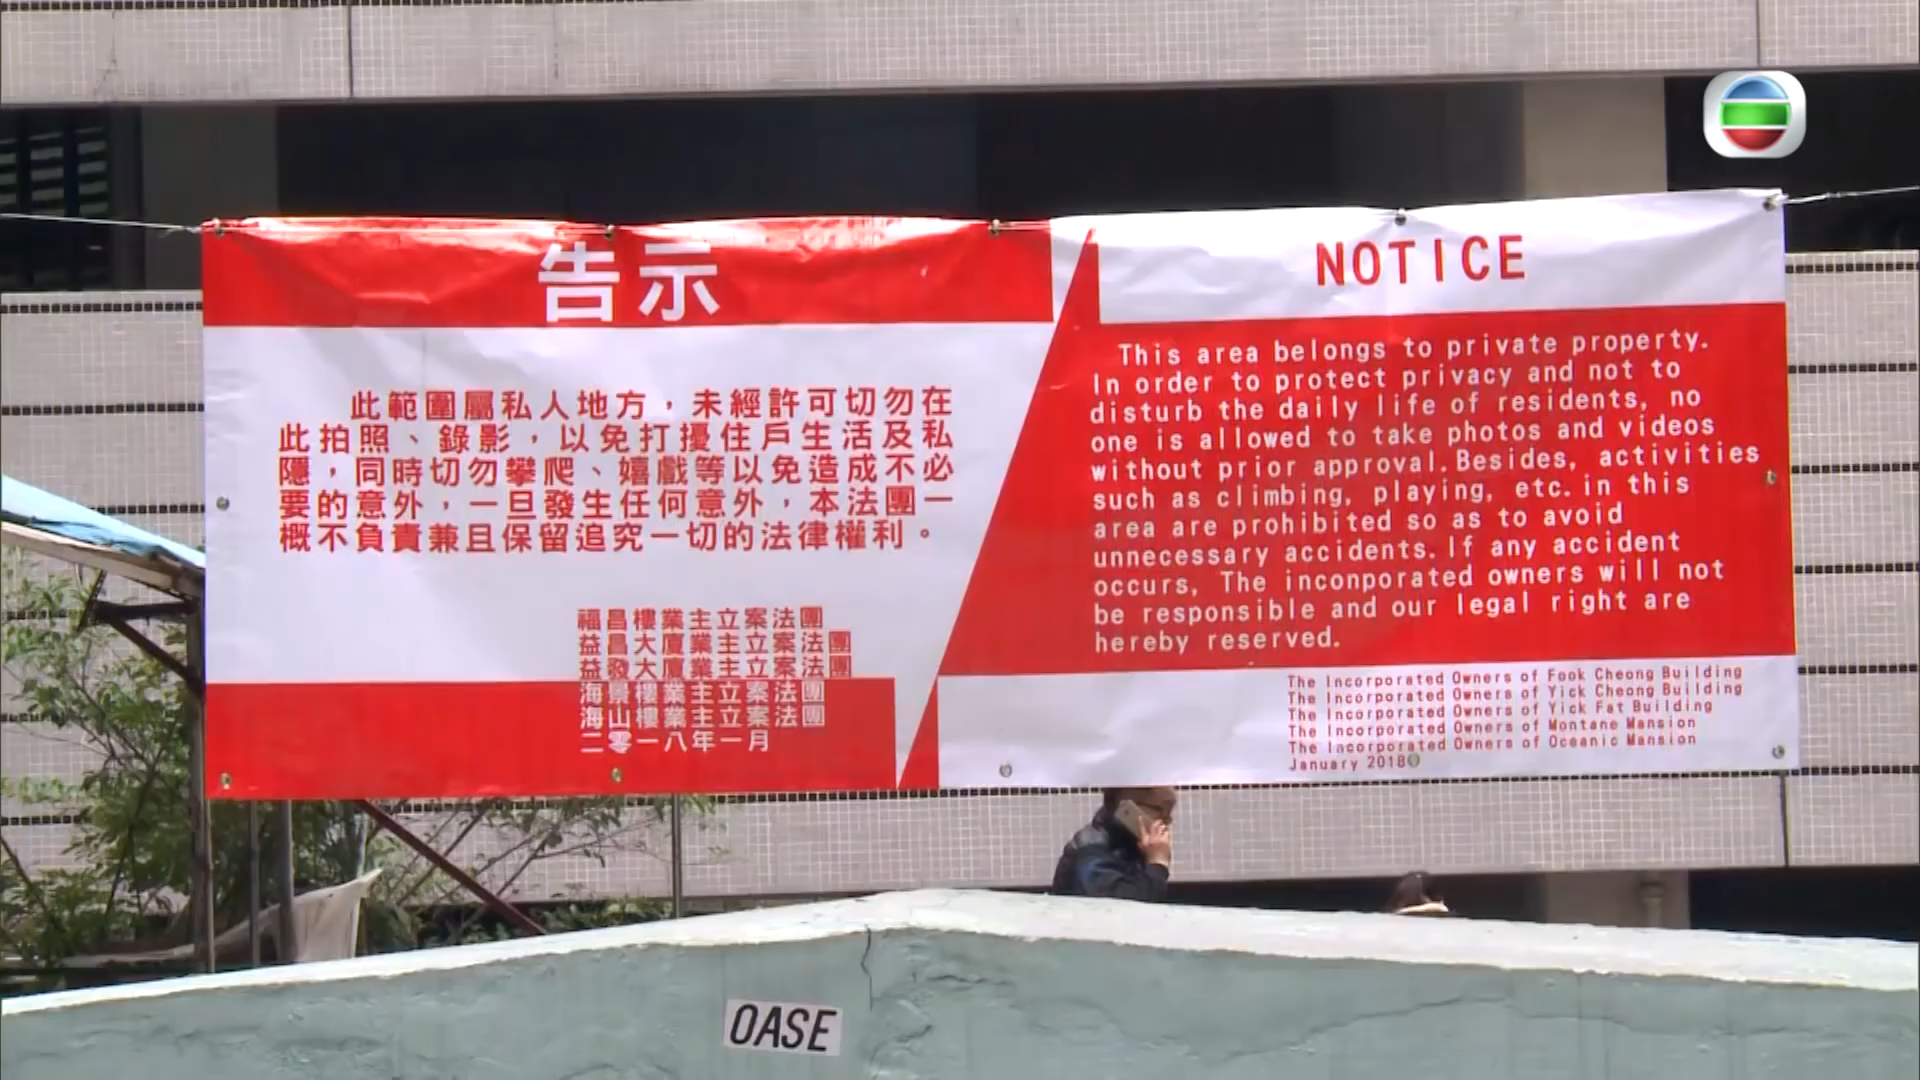 告示
此範圍屬私人地方，未經許可切勿在
此拍照、錄影，以免打擾住戶生活及私
隱，同時切勿攀爬、嬉戲等以免造成不必
要的意外，一旦發生任何意外，本法團一
概不負責兼且保留追究一切的法律權利。
福昌樓業主立案法團
益昌大廈業主立案法團
益發大廈業主立案法團
海景樓業主立案法團
海山樓業主立案法團
二零一八年一月
NOTICE
This area belongs to private property.
In order to protect privacy and not to
disturb the daily life of residents, no
one is allowed to take photos and videos
without prior approval.Besides, activities
such as climbing, playing, etc. in this
area are prohibited so as to avoid
unnecessary accidents.If any accident
occurs, The inconporated owners will not
be responsible and our legal right are
hereby reserved.
The Incorporated Owners of Fook Cheong Building
The Incorporated Owners of Yick Cheong Building
The Incorporated Owners of Yick Fat Building
The Incorporated Owners of Montane Mansion
The Incorporated Owners of Oceanic Mansion
January 2018
OASE